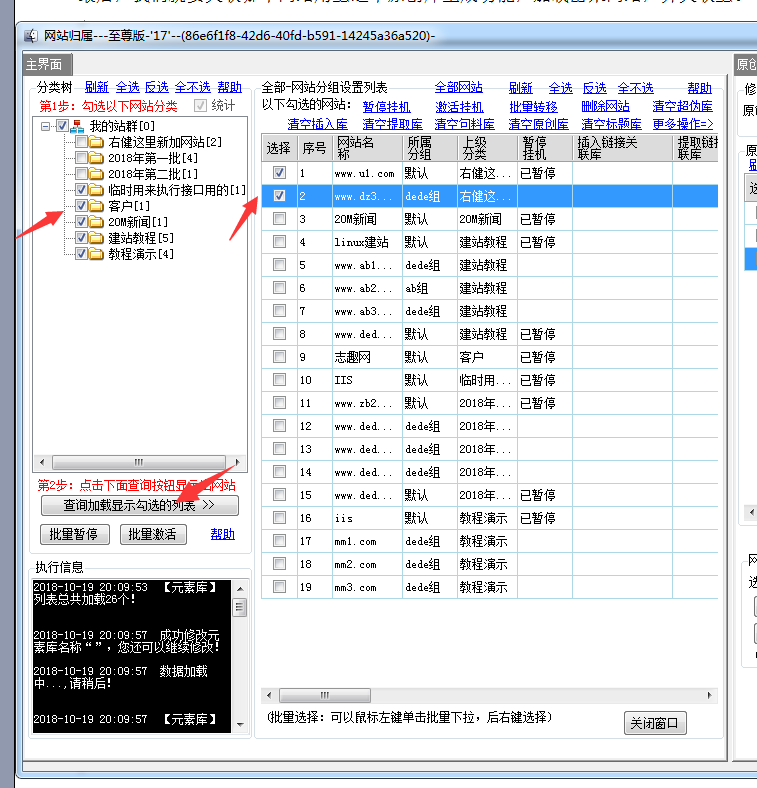 网站归属---至尊版-'17'--(86e6f1f8-42d6-40fd-b591-14245a36a520)-
主界面
分类树 刷新 全选 反选 全不选 帮助
第1步: 勾选以下网站分类 统计
我的站群[0]
右健这里新加网站[2]
2018年第一批[4]
2018年第二批[1]
临时用来执行接口用的[1]
客户[1]
20M新闻[1]
建站教程[5]
教程演示[4]
第2步: 点击下面查询按钮显示出网站
查询加载显示勾选的列表 >>
批量暂停 批量激活 帮助
执行信息
2018-10-19 20:09:53 【元素库】
列表总共加载26个!
2018-10-19 20:09:57 成功修改元
素库名称“”，您还可以继续修改!
2018-10-19 20:09:57 数据加载
中...,请稍后!
2018-10-19 20:09:57 【元素库】
全部-网站分组设置列表 全部网站 刷新 全选 反选 全不选 帮助
以下勾选的网站: 暂停挂机 激活挂机 批量转移 删除网站 清空超伪库
清空插入库 清空提取库 清空句料库 清空原创库 清空标题库 更多操作=>
选择 序号 网站名称 所属分组 上级分类 暂停挂机 插入链接关联库 提取链接联库
1 www.u1.com 默认 右健这... 已暂停
2 www.dz3... dede组 右健这...
3 20M新闻 默认 20M新闻 已暂停
4 linux建站 默认 建站教程 已暂停
5 www.ab1... dede组 建站教程
6 www.ab2... ab组 建站教程
7 www.ab3... dede组 建站教程
8 www.ded... 默认 建站教程 已暂停
9 志趣网 默认 客户 已暂停
10 IIS 默认 临时用... 已暂停
11 www.zb2... 默认 2018年... 已暂停
12 www.ded... dede组 2018年...
13 www.ded... dede组 2018年...
14 www.ded... dede组 2018年...
15 www.ded... 默认 2018年... 已暂停
16 iis 默认 教程演示 已暂停
17 mm1.com dede组 教程演示
18 mm2.com dede组 教程演示
19 mm3.com dede组 教程演示
(批量选择: 可以鼠标左键单击批量下拉，后右键选择)
关闭窗口